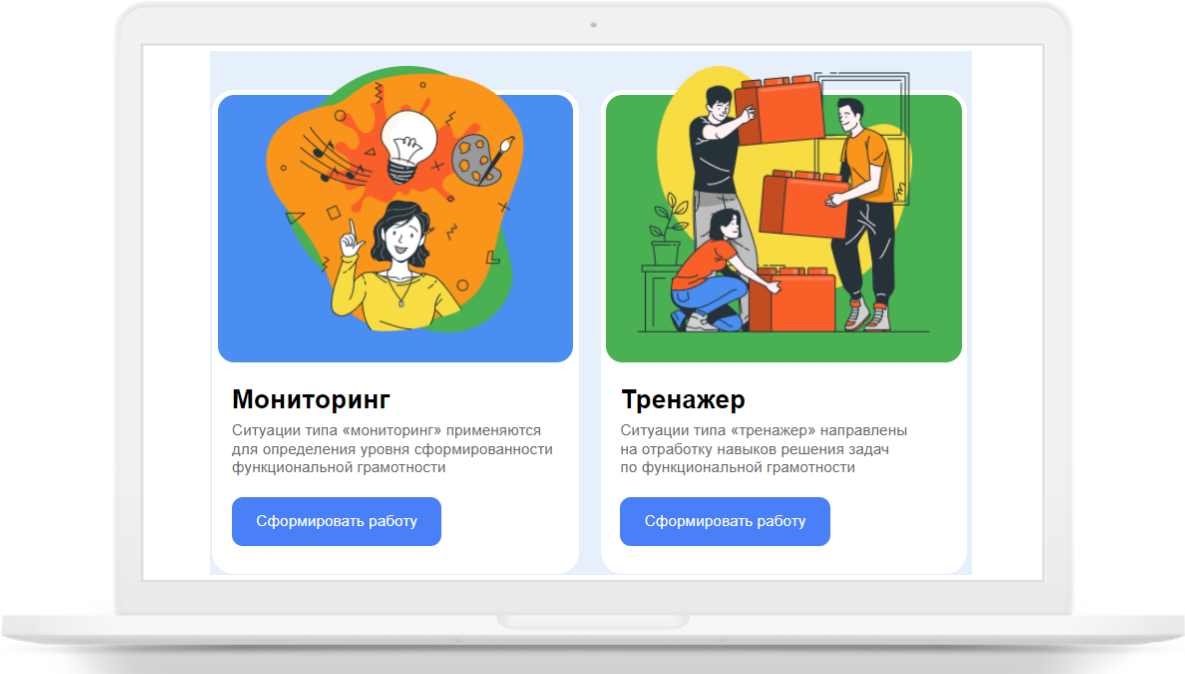 Мониторинг
Ситуации типа «мониторинг» применяются
для определения уровня сформированности
функциональной грамотности
Сформировать работу
Тренажер
Ситуации типа «тренажер» направлены
на отработку навыков решения задач
по функциональной грамотности
Сформировать работу